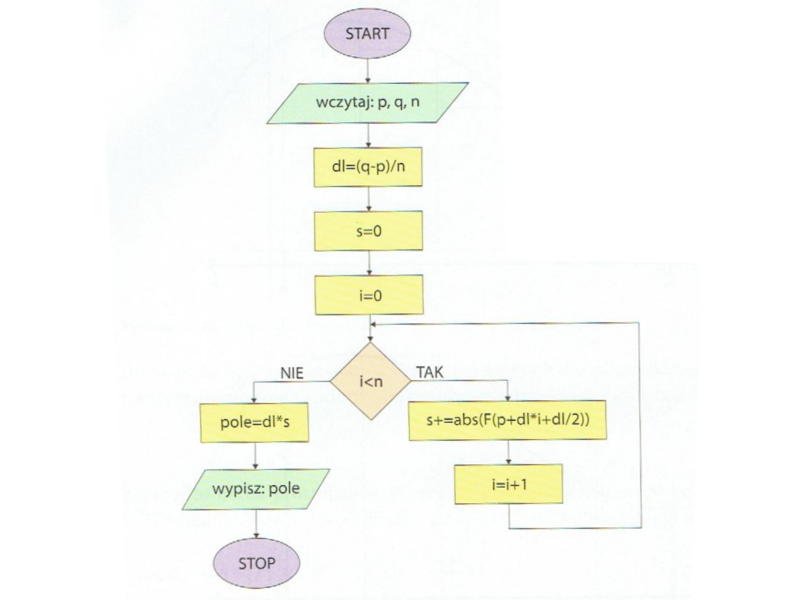 START
wczytaj: p, q, n
dl=(q-p)/n
s=0
i=0
i<n
NIE
TAK
pole=dl*s
s+=abs(F(p+dl*i+dl/2))
wypisz: pole
i=i+1
STOP